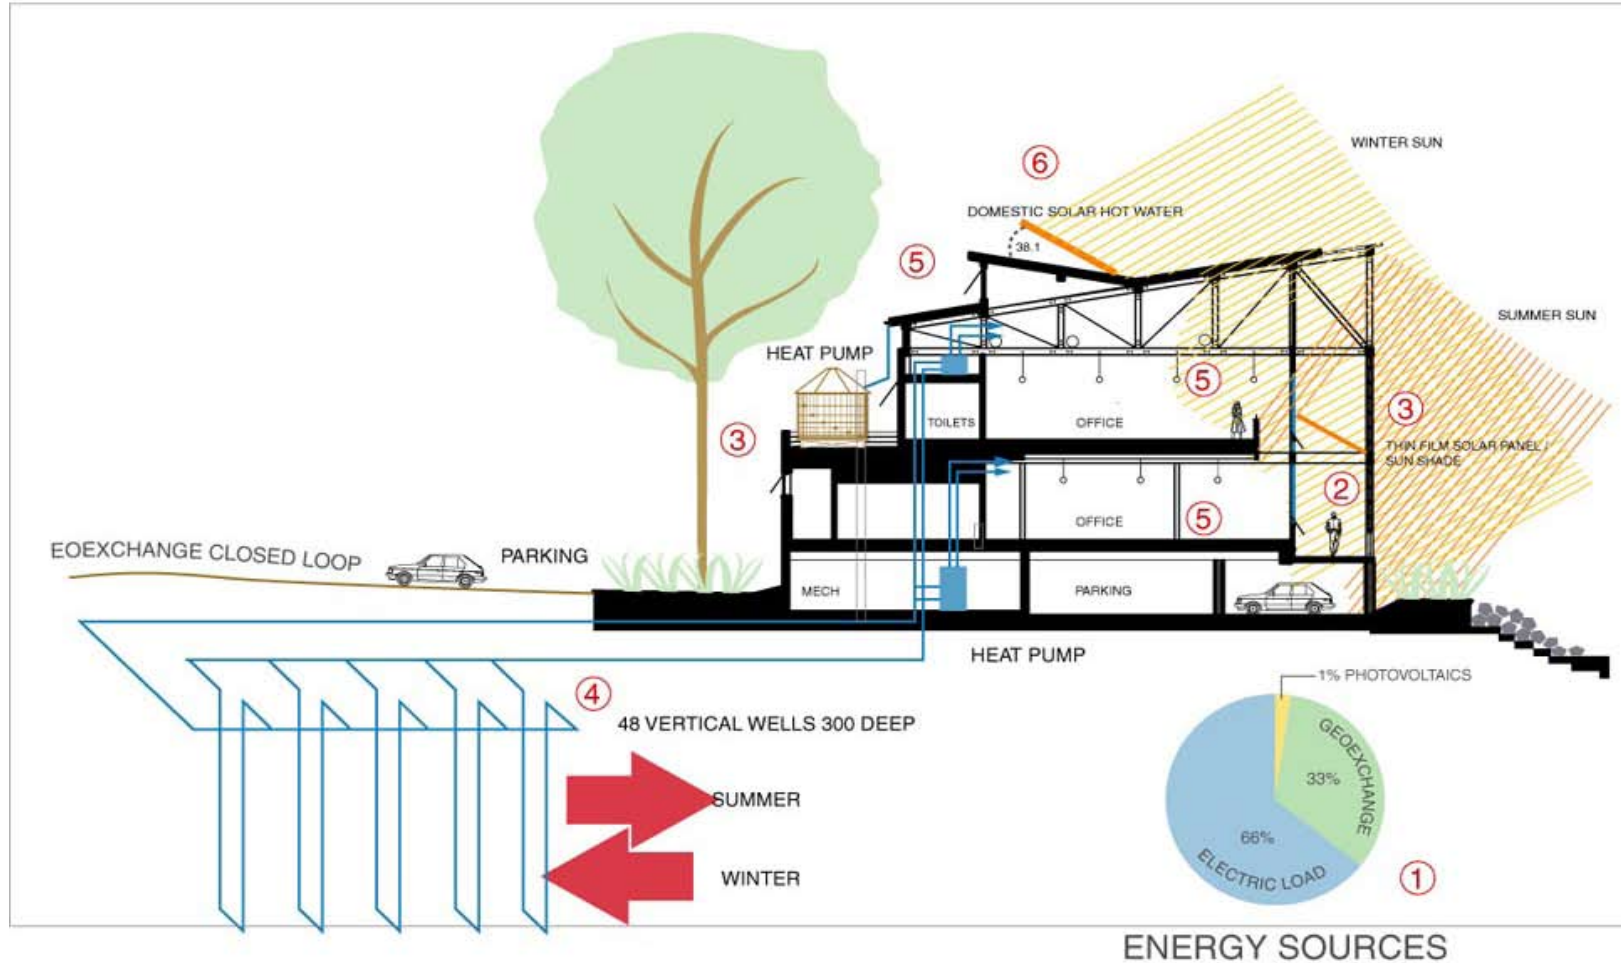 WINTER SUN
6
DOMESTIC SOLAR HOT WATER
38.1
5
SUMMER SUN
HEAT PUMP
5
3
3
TOILETS
OFFICE
THIN FILM SOLAR PANEL /
SUN SHADE
2
OFFICE
5
EOEXCHANGE CLOSED LOOP
PARKING
MECH
PARKING
HEAT PUMP
4
48 VERTICAL WELLS 300 DEEP
SUMMER
WINTER
1% PHOTOVOLTAICS
GEOEXCHANGE
33%
66%
ELECTRIC LOAD
1
ENERGY SOURCES